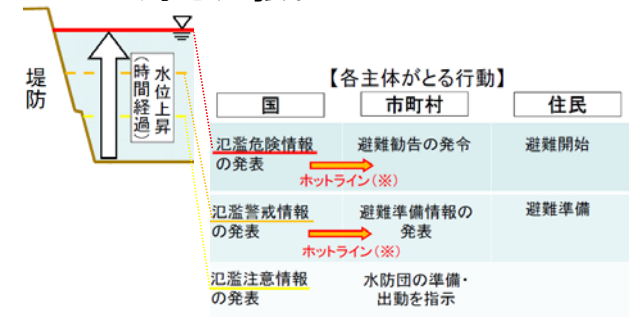 堤防
水位上昇
(時間経過)
【各主体がとる行動】
国
市町村
住民
氾濫危険情報
の発表
避難勧告の発令
避難開始
ホットライン(※)
氾濫警戒情報
の発表
避難準備情報の
発表
避難準備
ホットライン(※)
氾濫注意情報
の発表
水防団の準備・
出動を指示